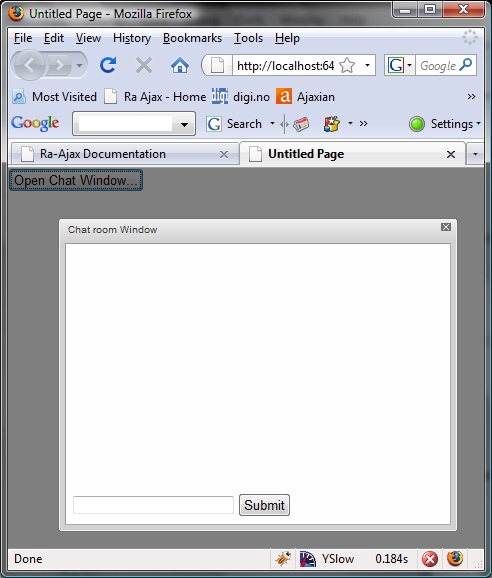 Untitled Page - Mozilla Firefox
File Edit View History Bookmarks Tools Help
http://localhost:64 G Google
Most Visited Ra Ajax - Home digi.no a Ajaxian »
Google G Search » Settings
Ra-Ajax Documentation Untitled Page
Open Chat Window...
Chat room Window
Submit
Done YSlow 0.184s